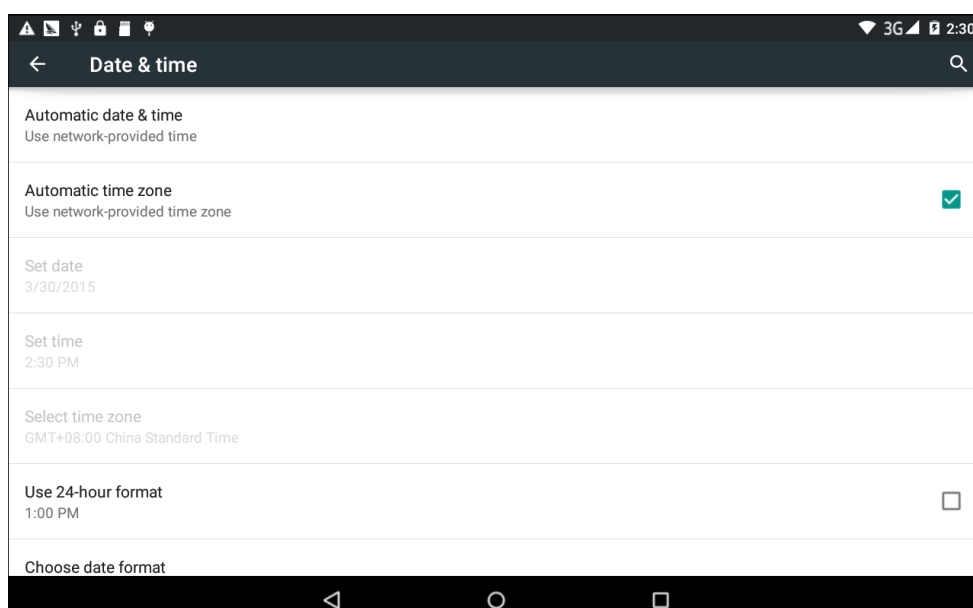 3G 2:30
Date & time
Automatic date & time
Use network-provided time
Automatic time zone
Use network-provided time zone
Set date
3/30/2015
Set time
2:30 PM
Select time zone
GMT+08:00 China Standard Time
Use 24-hour format
1:00 PM
Choose date format